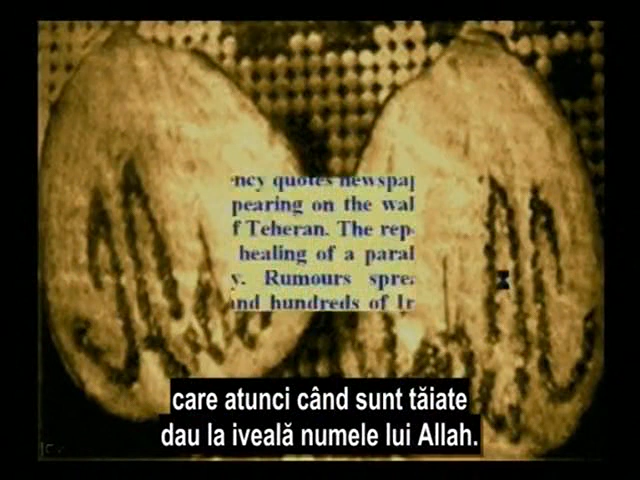 ncy quotes newspa
pearing on the wal
f Teheran. The rep
healing of a paral
y. Rumours spre
nd hundreds of Ir
care atunci când sunt tăiate
dau la iveală numele lui Allah.